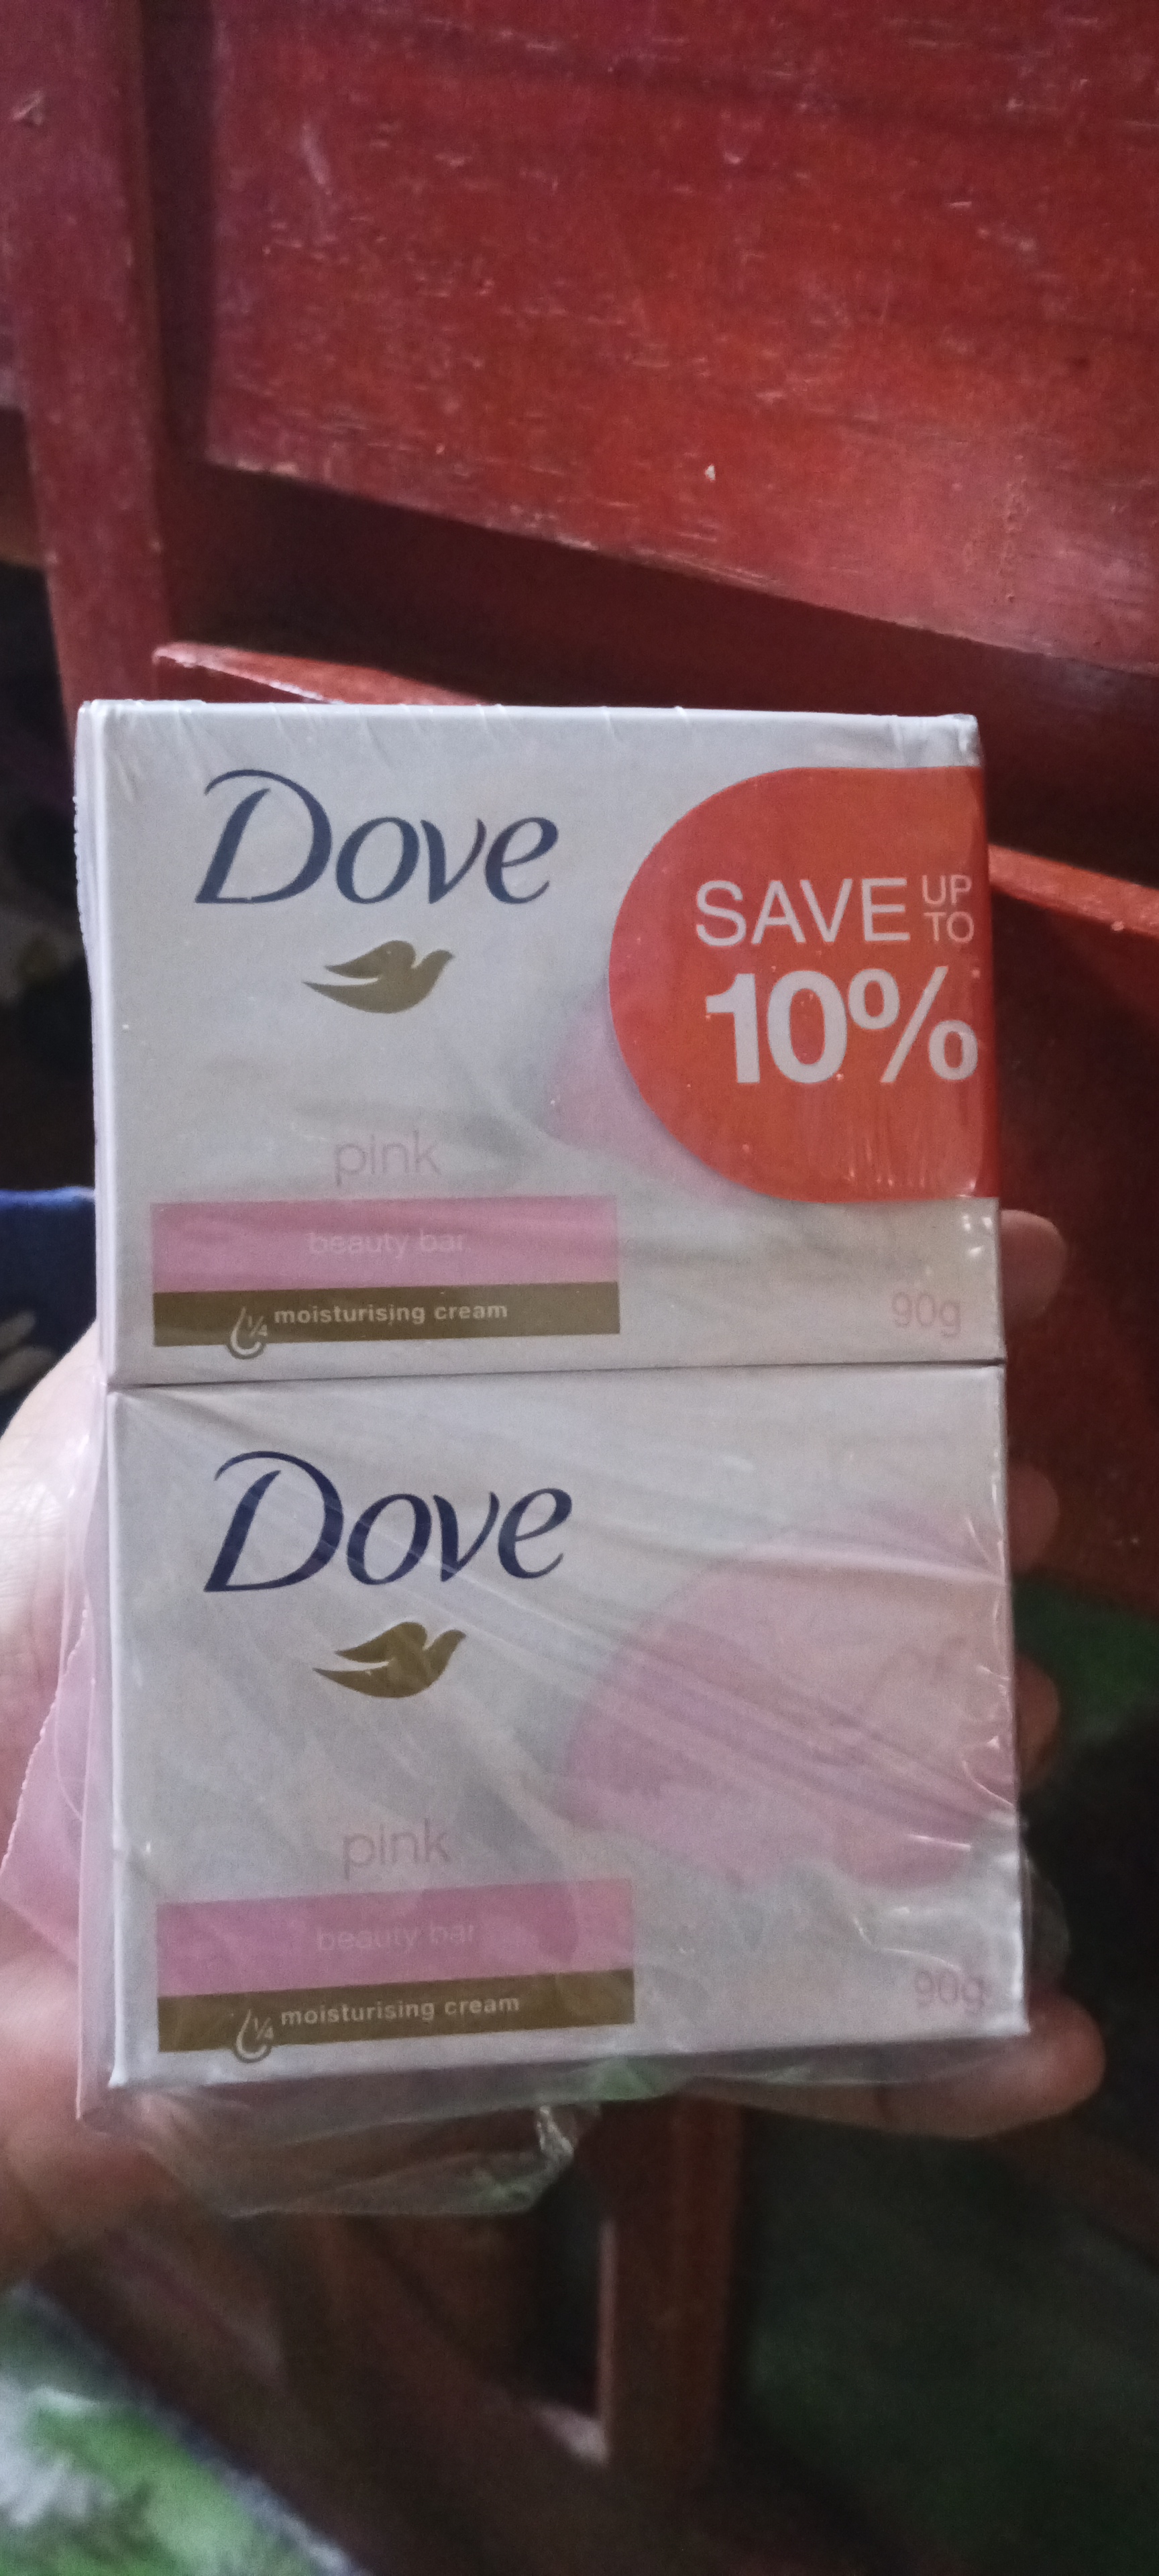 Dove
SAVE UP TO
10%
pink
beauty bar
1/4 moisturising cream
90g
Dove
pink
beauty bar
1/4 moisturising cream
90g